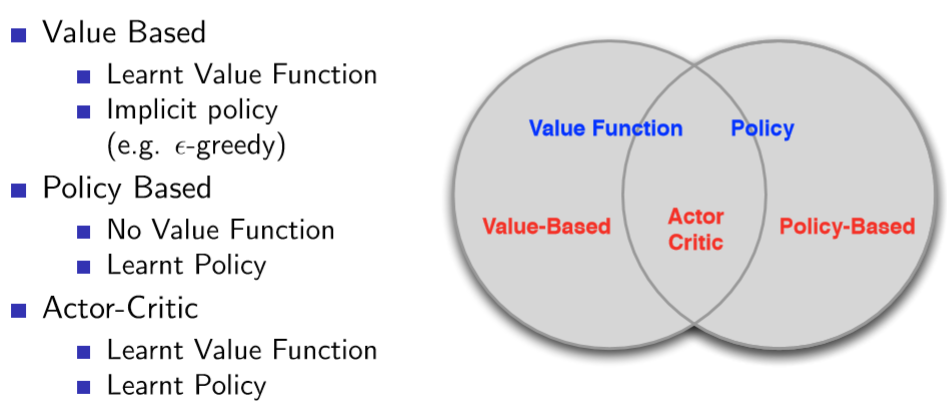 Value Based
Learnt Value Function
Implicit policy
(e.g. ϵ-greedy)
Policy Based
No Value Function
Learnt Policy
Actor-Critic
Learnt Value Function
Learnt Policy
Value Function
Policy
Value-Based
Actor
Critic
Policy-Based